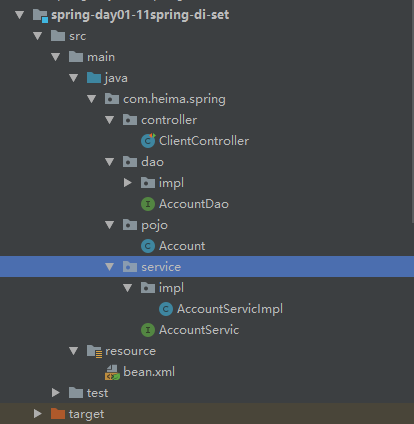 spring-day01-11spring-di-set
src
main
java
com.heima.spring
controller
ClientController
dao
impl
AccountDao
pojo
Account
service
impl
AccountServicImpl
AccountServic
resource
bean.xml
test
target